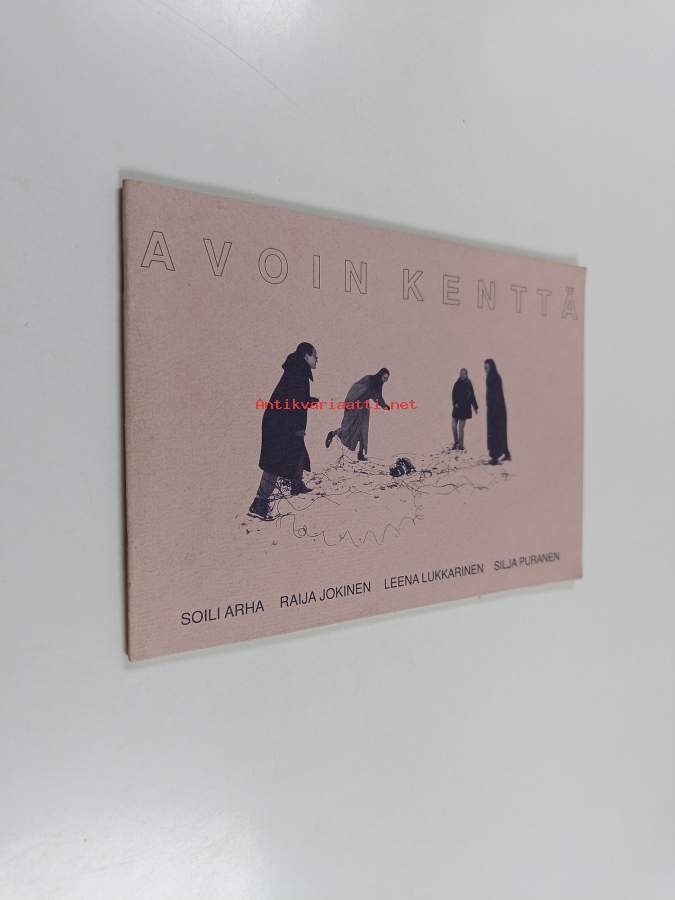 AVOIN KENTTÄ
Antikvariaatti.net
SOILI ARHA RAIJA JOKINEN LEENA LUKKARINEN SILJA PURANEN